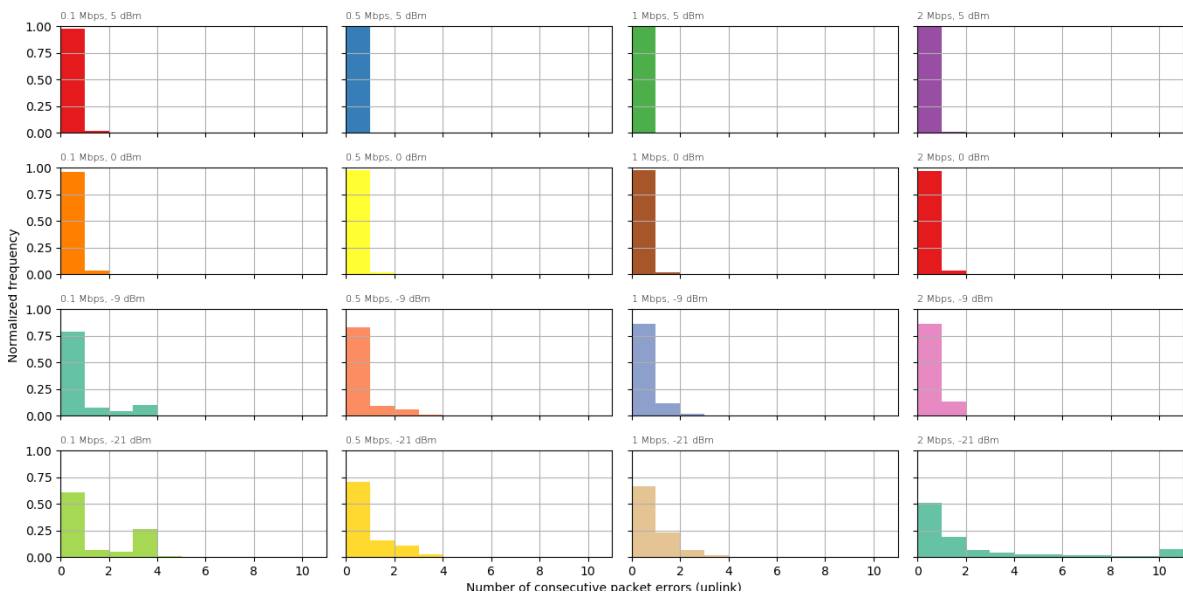 0.1 Mbps, 5 dBm
0.5 Mbps, 5 dBm
1 Mbps, 5 dBm
2 Mbps, 5 dBm
1.00
0.75
0.50
0.25
0.00
0.1 Mbps, 0 dBm
0.5 Mbps, 0 dBm
1 Mbps, 0 dBm
2 Mbps, 0 dBm
1.00
0.75
0.50
0.25
0.00
Normalized frequency
0.1 Mbps, -9 dBm
0.5 Mbps, -9 dBm
1 Mbps, -9 dBm
2 Mbps, -9 dBm
1.00
0.75
0.50
0.25
0.00
0.1 Mbps, -21 dBm
0.5 Mbps, -21 dBm
1 Mbps, -21 dBm
2 Mbps, -21 dBm
1.00
0.75
0.50
0.25
0.00
0 2 4 6 8 10
0 2 4 6 8 10
0 2 4 6 8 10
0 2 4 6 8 10
Number of consecutive packet errors (uplink)